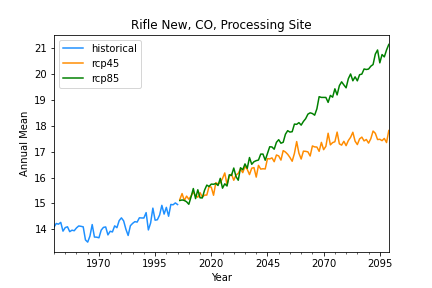 Rifle New, CO, Processing Site
historical
rcp45
rcp85
Annual Mean
21
20
19
18
17
16
15
14
1970
1995
2020
2045
2070
2095
Year